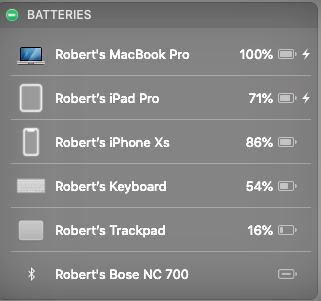 BATTERIES
Robert's MacBook Pro 100%
Robert's iPad Pro 71%
Robert's iPhone Xs 86%
Robert's Keyboard 54%
Robert's Trackpad 16%
Robert's Bose NC 700